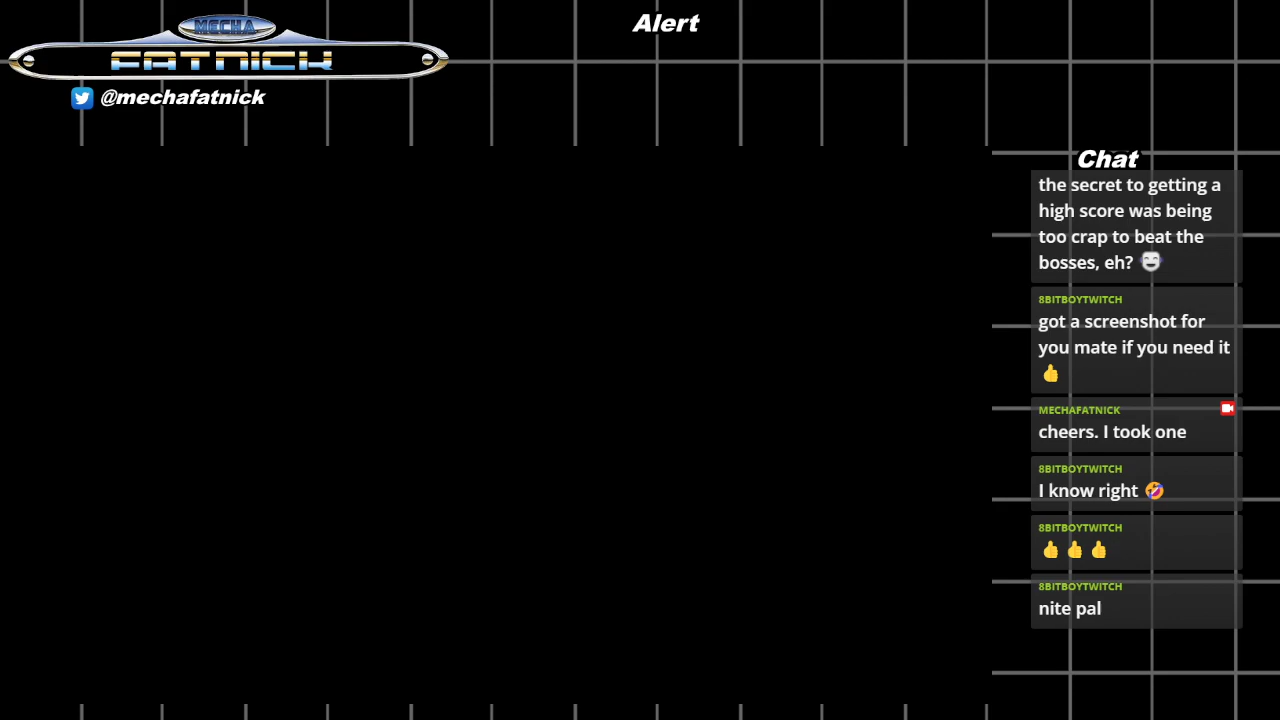 MECHA
FATNICK
@mechafatnick
Alert
Chat
the secret to getting a
high score was being
too crap to beat the
bosses, eh?
8BITBOYTWITCH
got a screenshot for
you mate if you need it
👍
MECHAFATNICK
cheers. I took one
8BITBOYTWITCH
I know right 🤣
8BITBOYTWITCH
👍 👍 👍
8BITBOYTWITCH
nite pal